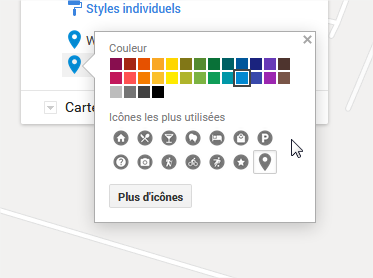 Styles individuels
W
Couleur
Carte
Icônes les plus utilisées
P
?
Plus d'icônes